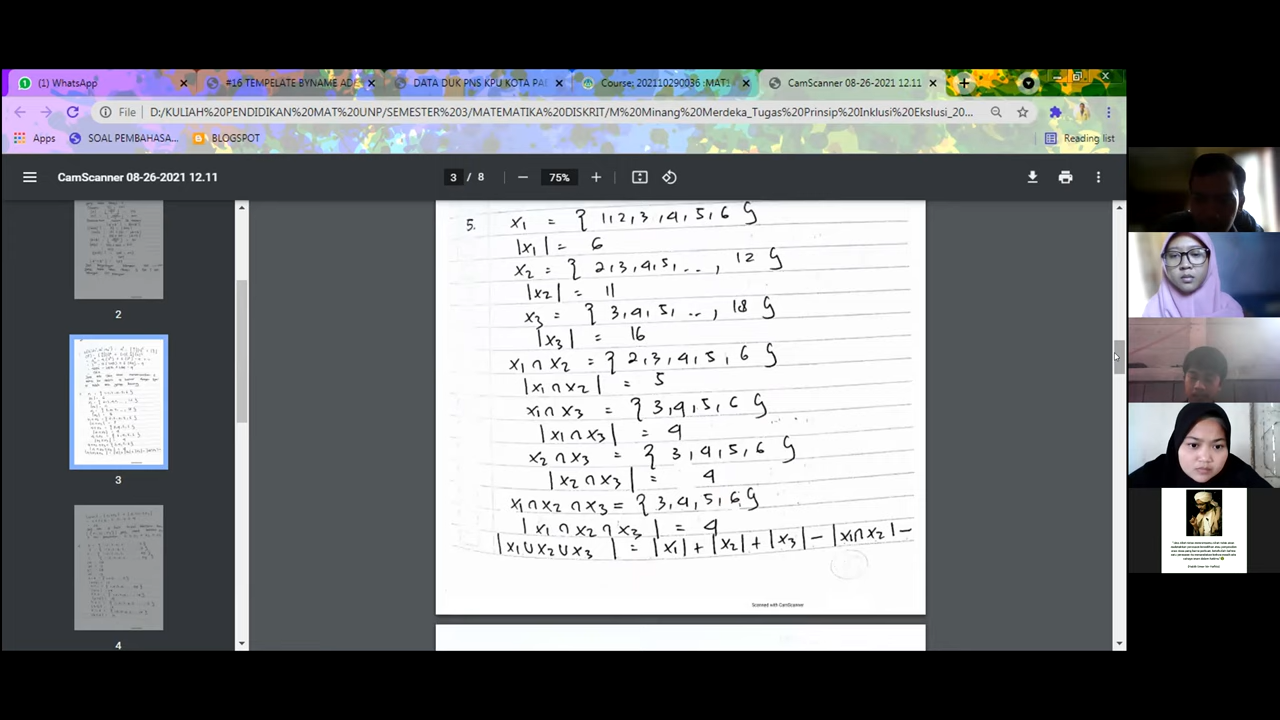 (1) WhatsApp
#16 TEMPELATE BYNAME AD
DATA DUK PNS KPU KOTA PA
Course: 202110290036 :MAT1
CamScanner 08-26-2021 12.11
File
D:/KULIAH%20PENDIDIKAN%20MAT%20UNP/SEMESTER%203/MATEMATIKA%20DISKRIT/M%20Minang%20Merdeka_Tugas%20Prinsip%20Inklusi%20Ekslusi_20...
Apps
SOAL PEMBAHASA...
BLOGSPOT
Reading list
CamScanner 08-26-2021 12.11
3 / 8
75%
2
3
4
5. x1 = { 1,2,3,4,5,6 }
|x1| = 6
x2 = { 2,3,4,5, .. , 12 }
|x2| = 11
x3 = { 3,4,5, .. , 18 }
|x3| = 16
x1 ∩ x2 = { 2,3,4,5,6 }
|x1 ∩ x2| = 5
x1 ∩ x3 = { 3,4,5,6 }
|x1 ∩ x3| = 4
x2 ∩ x3 = { 3,4,5,6 }
|x2 ∩ x3| = 4
x1 ∩ x2 ∩ x3 = { 3,4,5,6 }
|x1 ∩ x2 ∩ x3| = 4
|x1 ∪ x2 ∪ x3| = |x1| + |x2| + |x3| - |x1 ∩ x2| -
Scanned with CamScanner